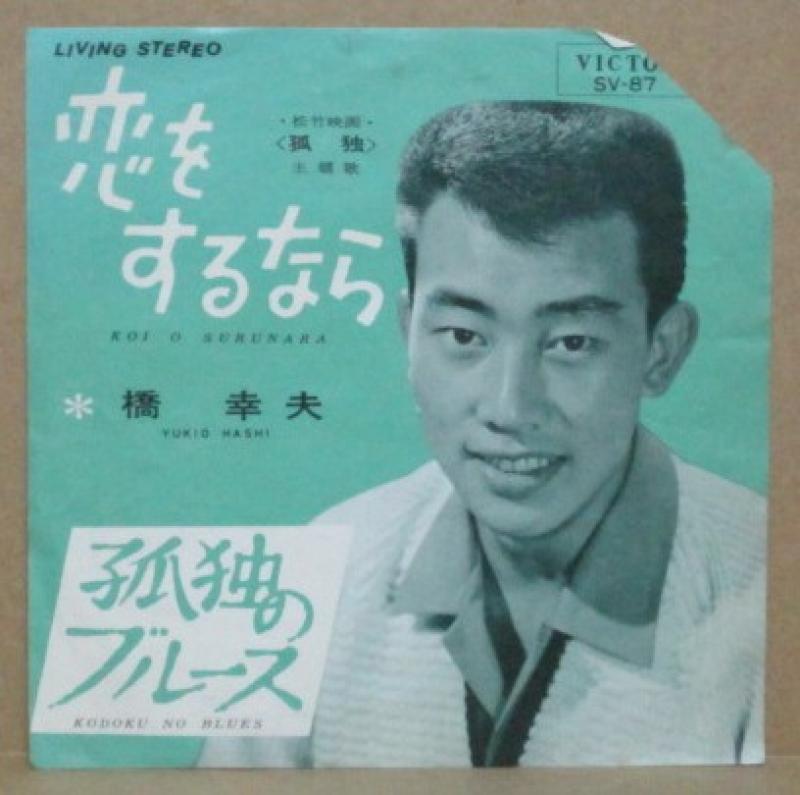 LIVING STEREO
VICTO
SV-87
恋を
するなら
KOI O SURUNARA
・松竹映画・
〈孤 独〉
主題歌
* 橋 幸夫
YUKIO HASHI
孤独の
ブルース
KODOKU NO BLUES